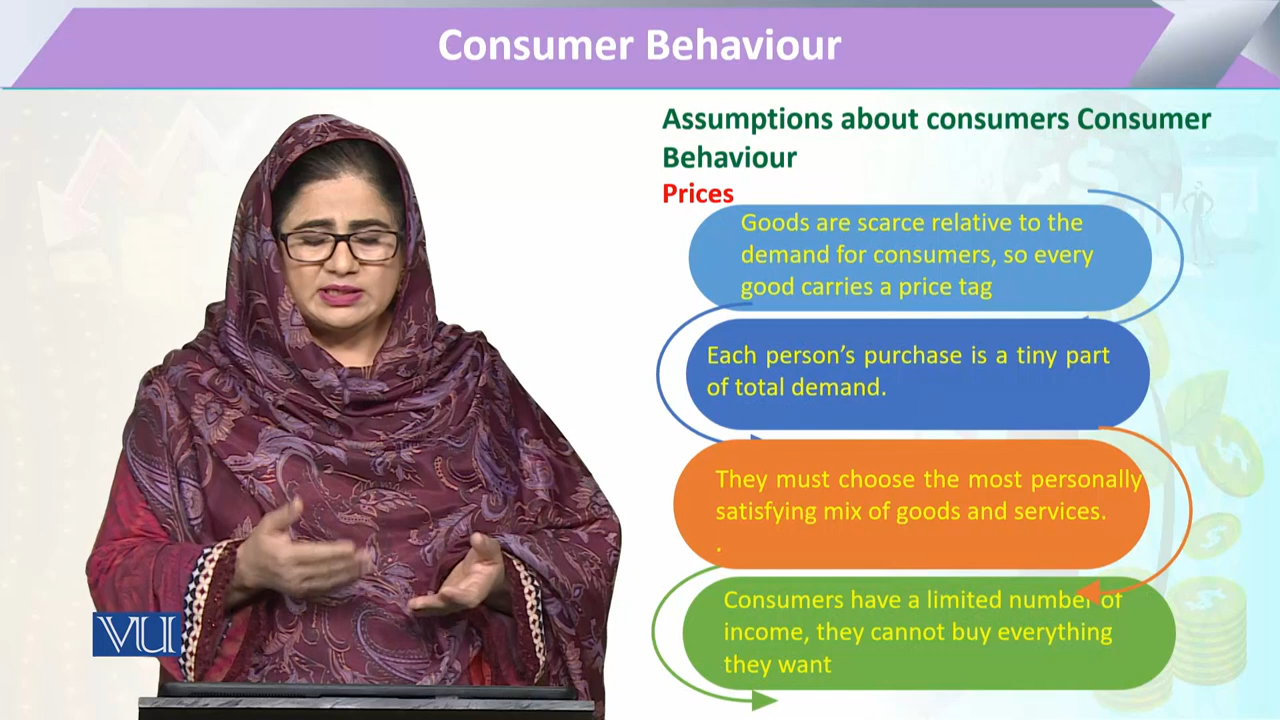 Consumer Behaviour
Assumptions about consumers Consumer
Behaviour
Prices
Goods are scarce relative to the
demand for consumers, so every
good carries a price tag
Each person’s purchase is a tiny part
of total demand.
They must choose the most personally
satisfying mix of goods and services.
.
Consumers have a limited number of
income, they cannot buy everything
they want
VU